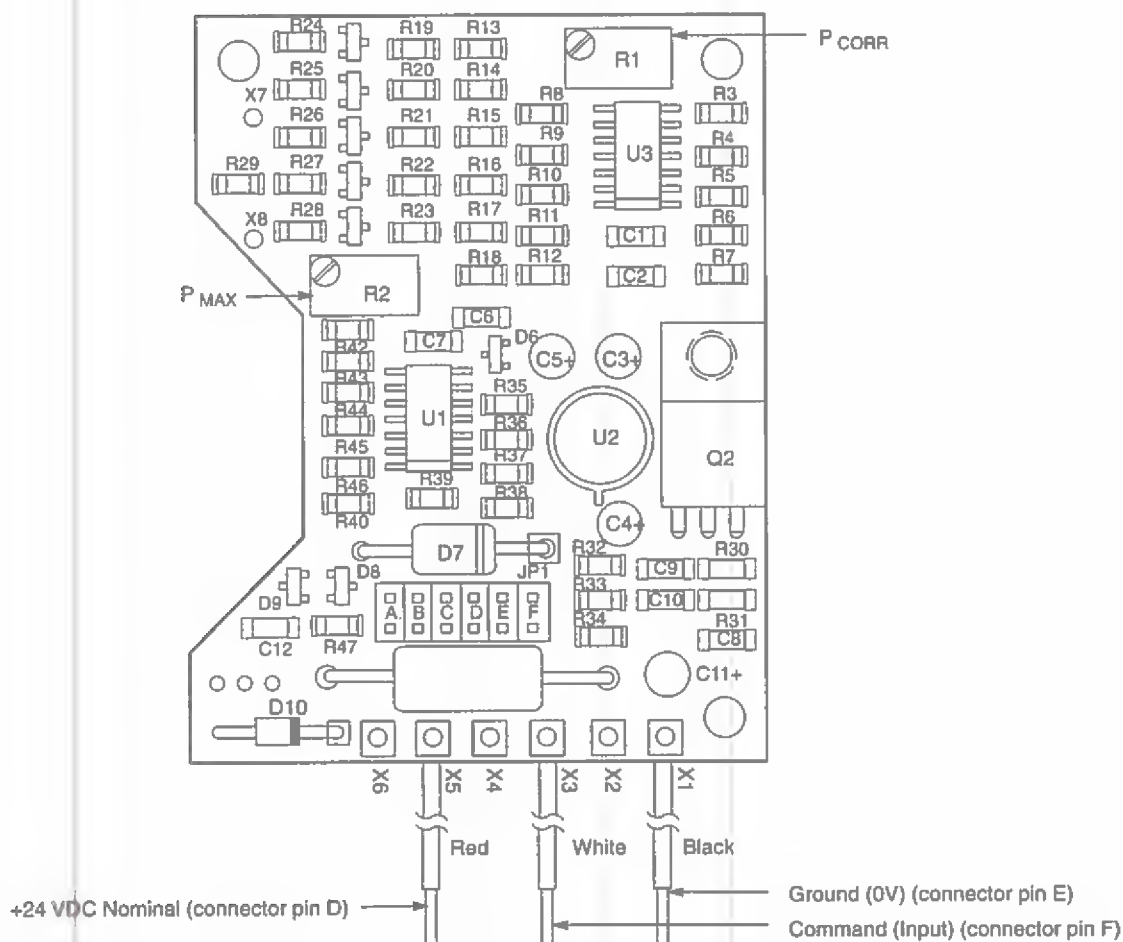 R24 R19 R13
R1
P CORR
R25 R20 R14
X7 R8 R3
R26 R21 R15
R9 U3 R4
R29 R27 R22 R16
R10 R5
X8 R28 R23 R17 R11 C1 R6
R18 R12 C2 R7
P MAX
R2
C6
R42 C7 D6 C5+ C3+
R43 R35
R44 U1 R36 U2 Q2
R45 R37
R46 R39 R38
R40 C4+
D7 R32 R30
D8 JP1 C9
D9 A B C D E F R33 C10
R34 R31
C12 R47 C8
C11+
D10
X6 X5 X4 X3 X2 X1
Red White Black
+24 VDC Nominal (connector pin D)
Ground (0V) (connector pin E)
Command (Input) (connector pin F)